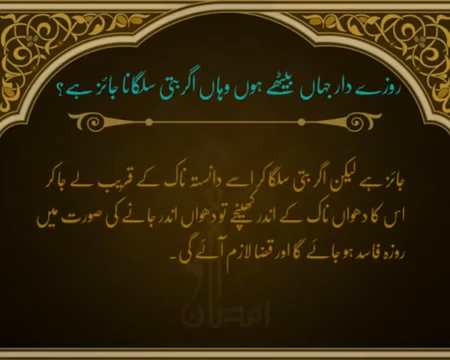 روزے دار جہاں بیٹھے ہوں وہاں اگر بتی سلگانا جائز ہے؟
جائز ہے لیکن اگر بتی سلگا کر اسے دانستہ ناک کے قریب لے جا کر
اس کا دھواں ناک کے اندر کھینچے تو دھواں اندر جانے کی صورت میں
روزہ فاسد ہو جائے گا اور قضا لازم آئے گی۔